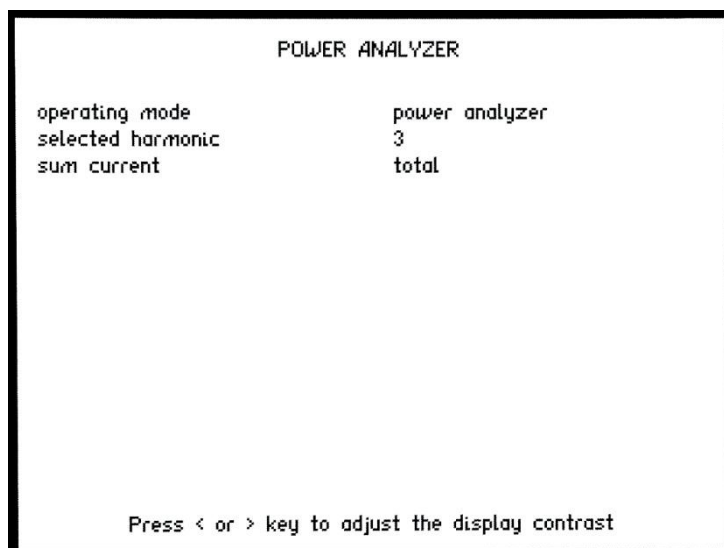 POWER ANALYZER
operating mode power analyzer
selected harmonic 3
sum current total
Press < or > key to adjust the display contrast